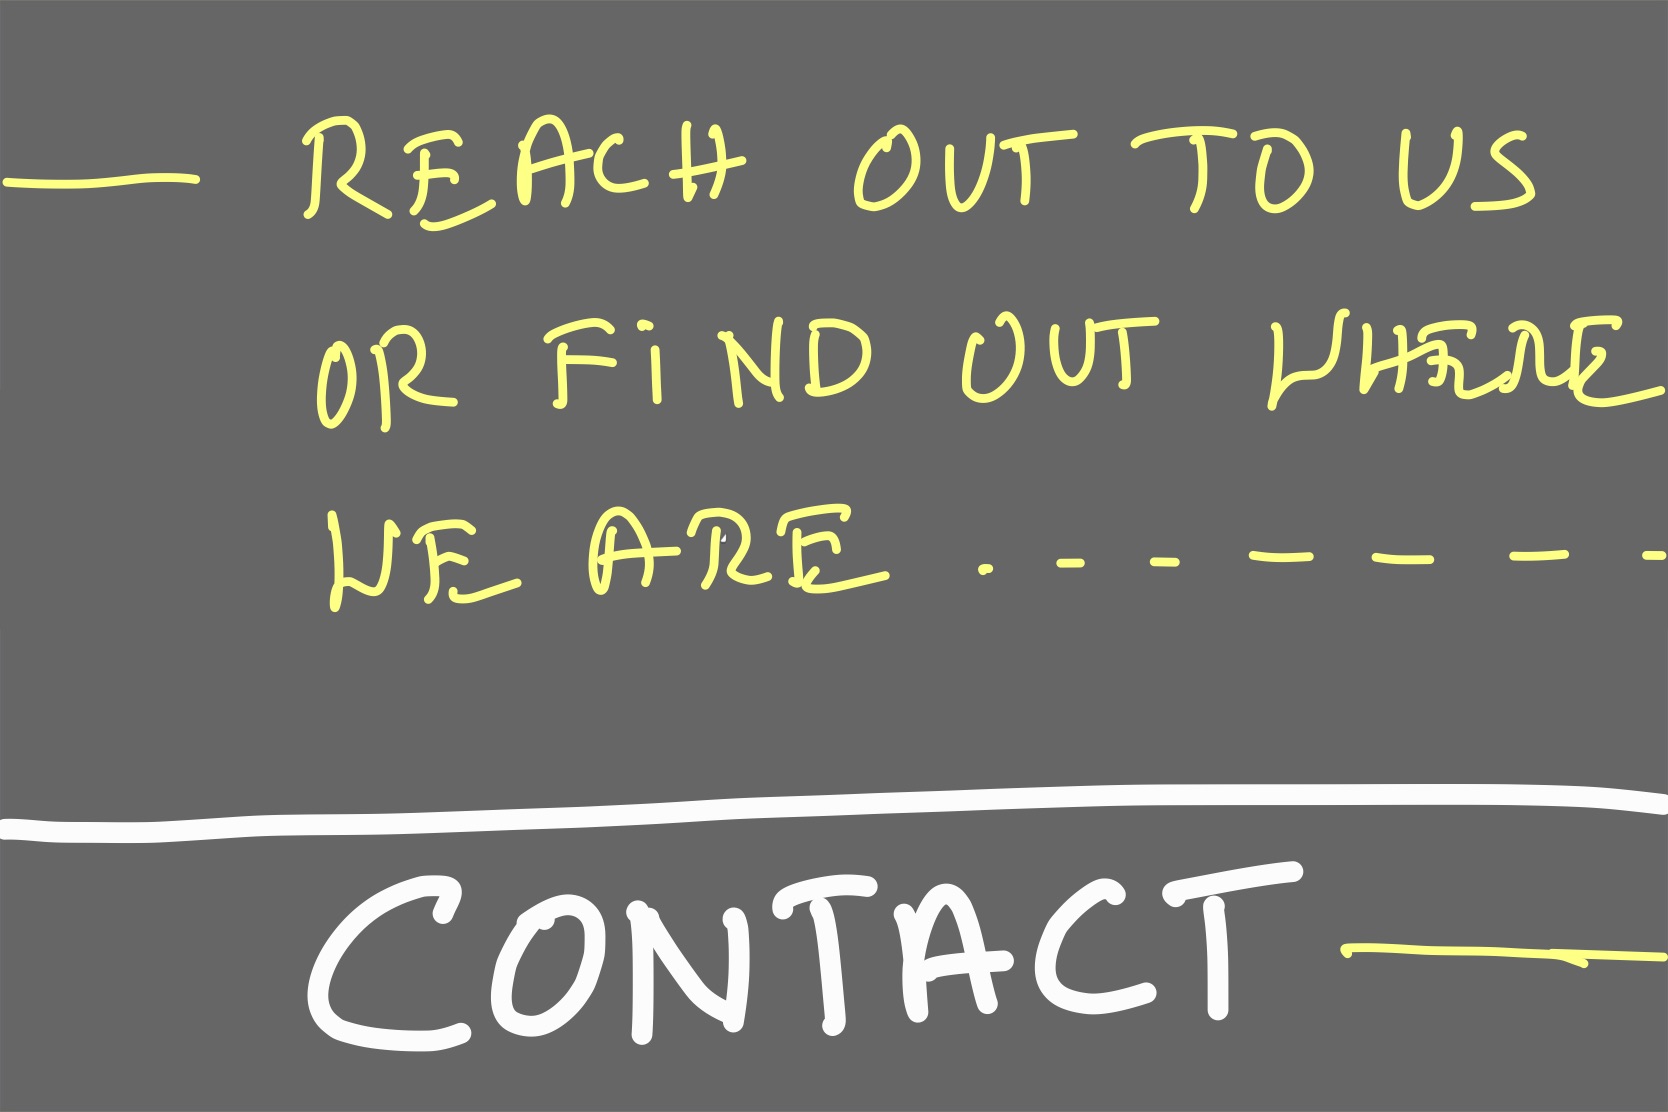 REACH OUT TO US
OR FIND OUT WHERE
WE ARE . - - - - - -
CONTACT